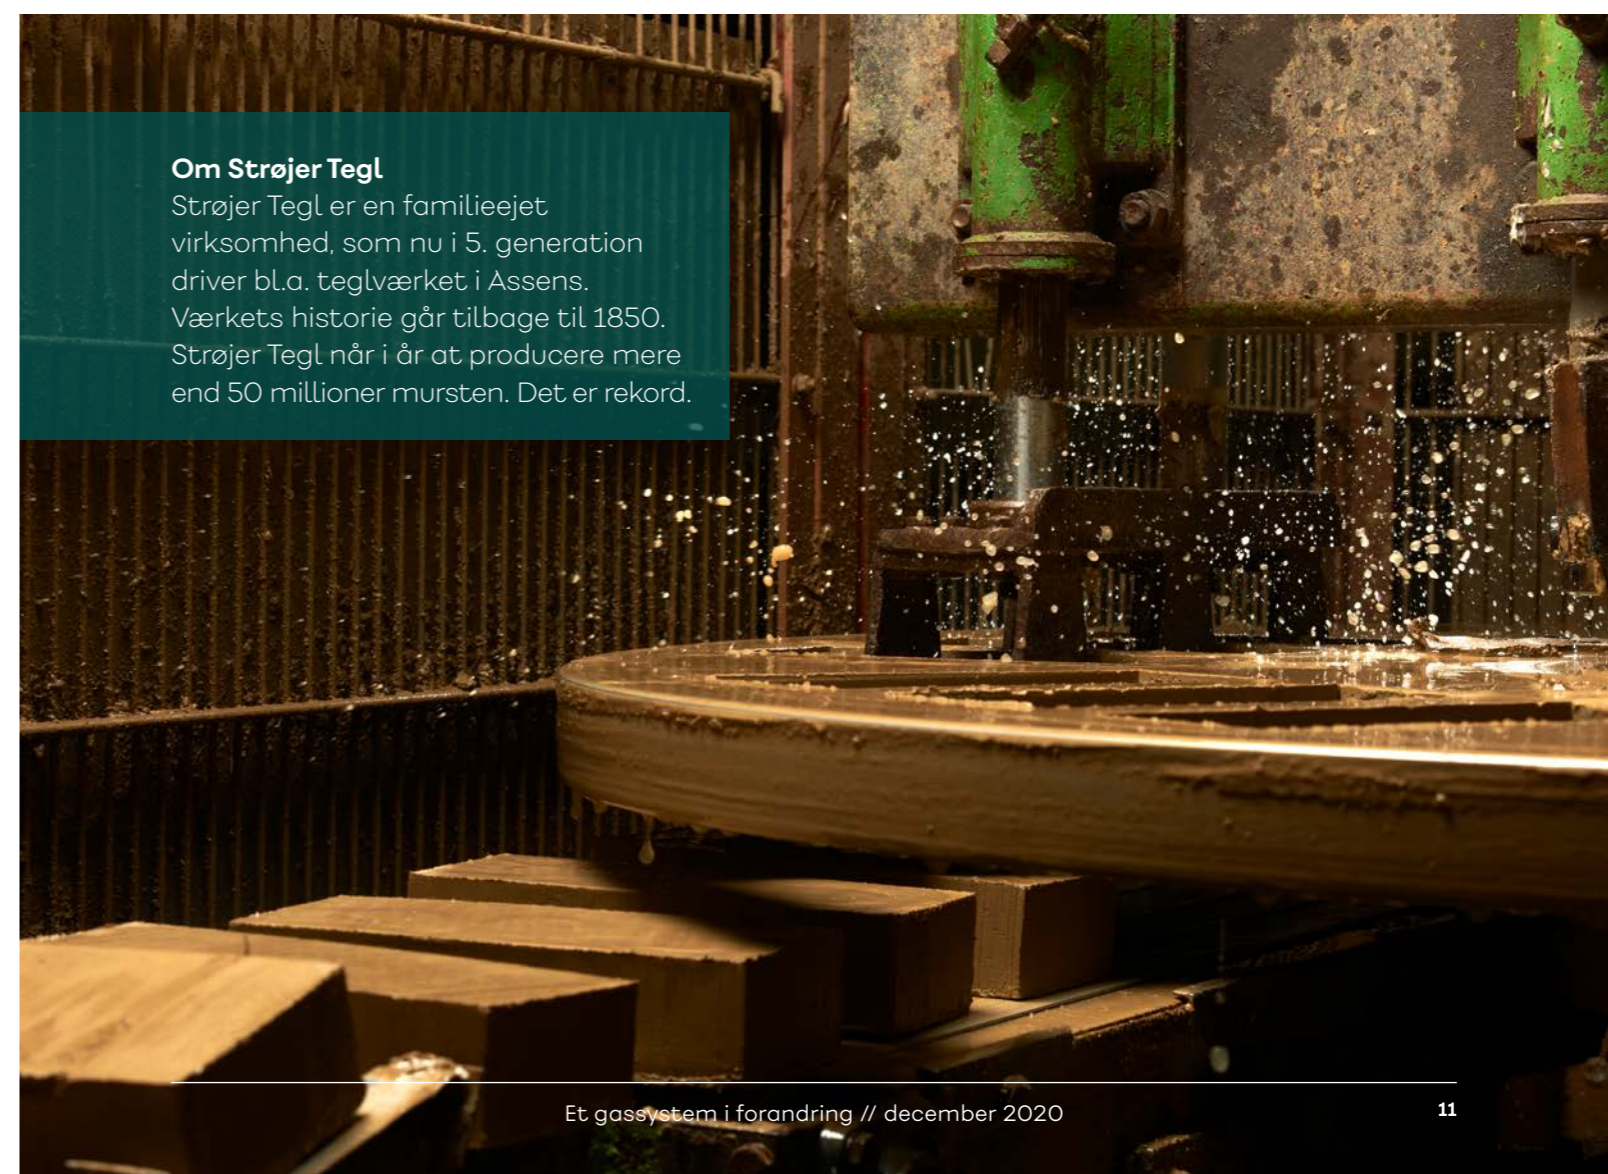 Om Strøjer Tegl
Strøjer Tegl er en familieejet
virksomhed, som nu i 5. generation
driver bl.a. teglværket i Assens.
Værkets historie går tilbage til 1850.
Strøjer Tegl når i år at producere mere
end 50 millioner mursten. Det er rekord.
Et gassystem i forandring // december 2020
11